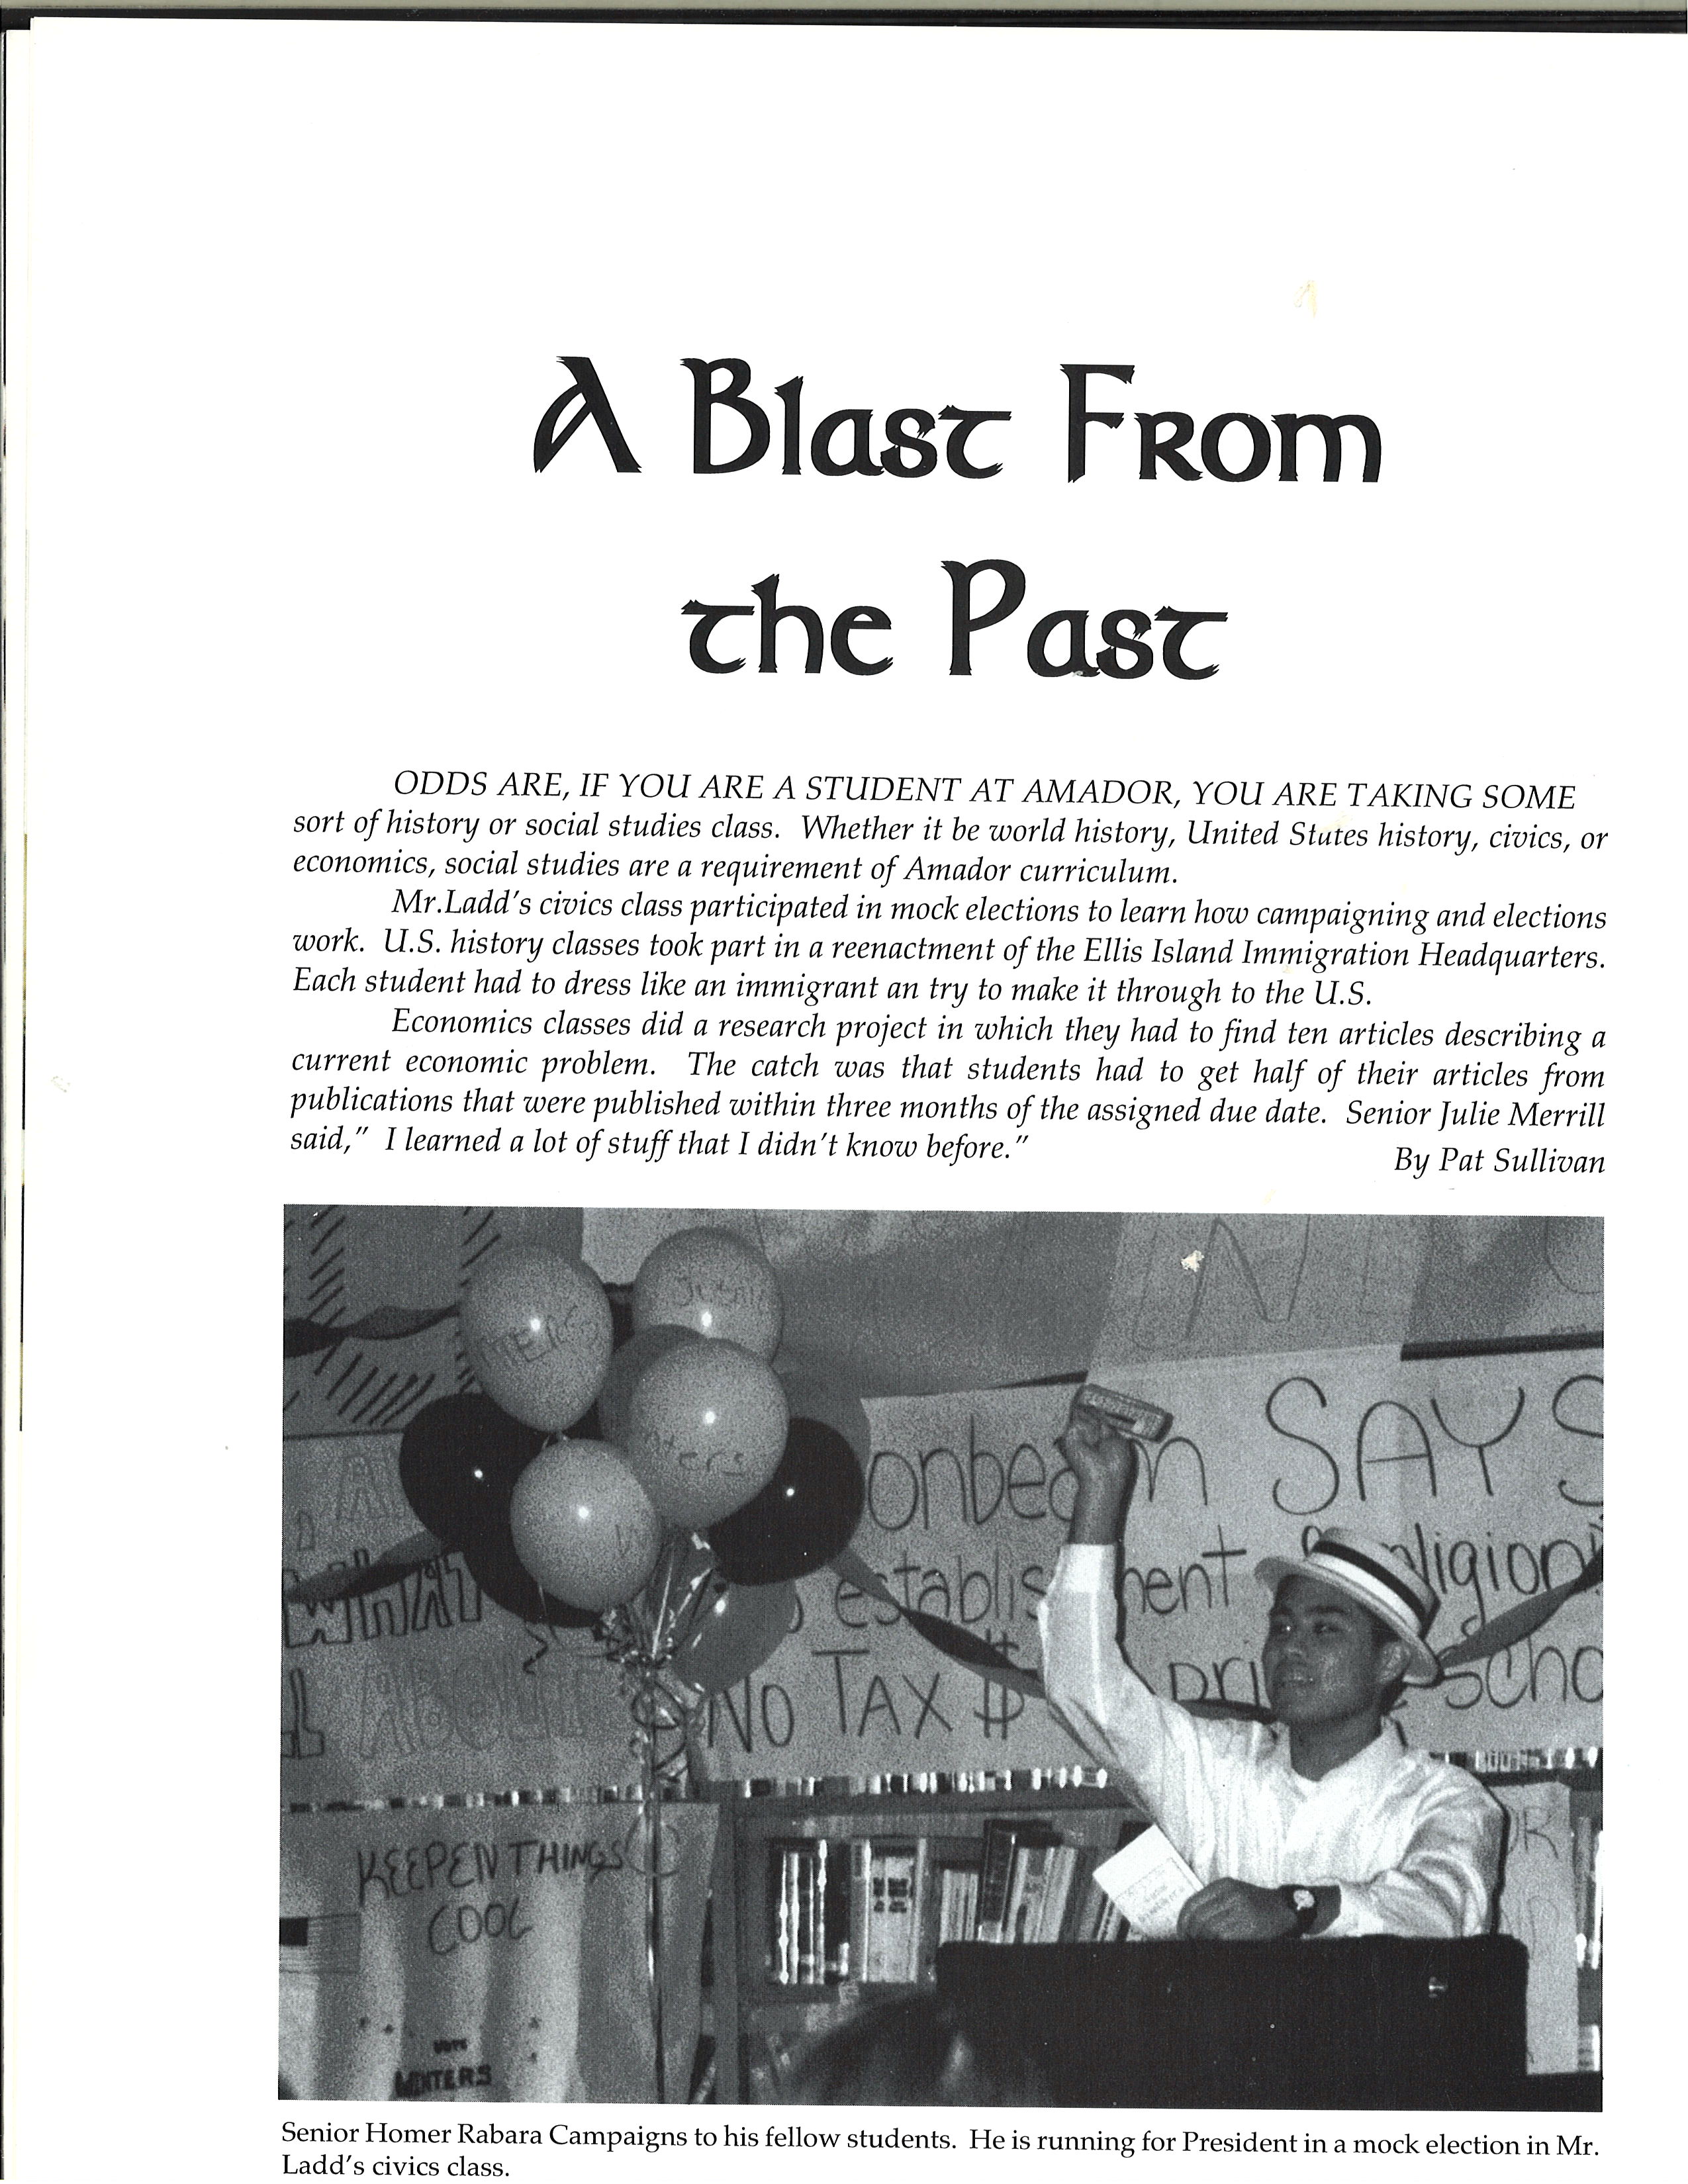 A Blast From
the Past
ODDS ARE, IF YOU ARE A STUDENT AT AMADOR, YOU ARE TAKING SOME
sort of history or social studies class. Whether it be world history, United States history, civics, or
economics, social studies are a requirement of Amador curriculum.
Mr.Ladd's civics class participated in mock elections to learn how campaigning and elections
work. U.S. history classes took part in a reenactment of the Ellis Island Immigration Headquarters.
Each student had to dress like an immigrant an try to make it through to the U.S.
Economics classes did a research project in which they had to find ten articles describing a
current economic problem. The catch was that students had to get half of their articles from
publications that were published within three months of the assigned due date. Senior Julie Merrill
said," I learned a lot of stuff that I didn't know before."
By Pat Sullivan
SAYS
NO TAX $
KEEPEN THINGS
COOL
VOTE
WINTERS
Senior Homer Rabara Campaigns to his fellow students. He is running for President in a mock election in Mr.
Ladd's civics class.